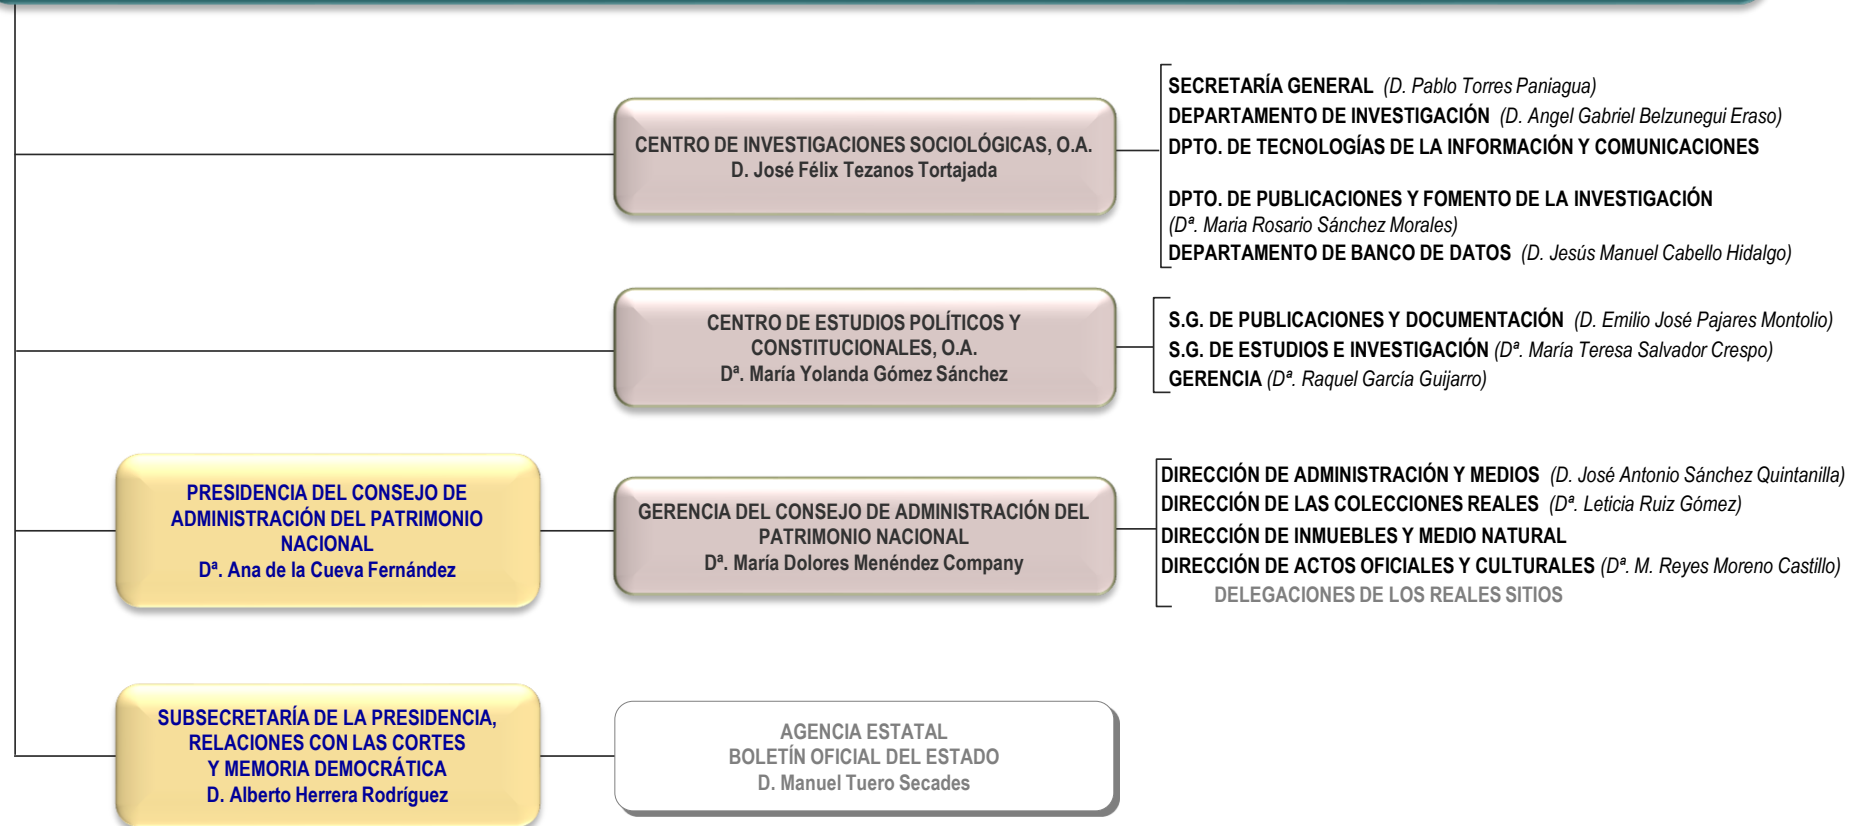 CENTRO DE INVESTIGACIONES SOCIOLÓGICAS, O.A.
D. José Félix Tezanos Tortajada
SECRETARÍA GENERAL (D. Pablo Torres Paniagua)
DEPARTAMENTO DE INVESTIGACIÓN (D. Angel Gabriel Belzunegui Eraso)
DPTO. DE TECNOLOGÍAS DE LA INFORMACIÓN Y COMUNICACIONES
DPTO. DE PUBLICACIONES Y FOMENTO DE LA INVESTIGACIÓN
(Dª. Maria Rosario Sánchez Morales)
DEPARTAMENTO DE BANCO DE DATOS (D. Jesús Manuel Cabello Hidalgo)
CENTRO DE ESTUDIOS POLÍTICOS Y
CONSTITUCIONALES, O.A.
Dª. María Yolanda Gómez Sánchez
S.G. DE PUBLICACIONES Y DOCUMENTACIÓN (D. Emilio José Pajares Montolio)
S.G. DE ESTUDIOS E INVESTIGACIÓN (Dª. María Teresa Salvador Crespo)
GERENCIA (Dª. Raquel García Guijarro)
PRESIDENCIA DEL CONSEJO DE
ADMINISTRACIÓN DEL PATRIMONIO
NACIONAL
Dª. Ana de la Cueva Fernández
GERENCIA DEL CONSEJO DE ADMINISTRACIÓN DEL
PATRIMONIO NACIONAL
Dª. María Dolores Menéndez Company
DIRECCIÓN DE ADMINISTRACIÓN Y MEDIOS (D. José Antonio Sánchez Quintanilla)
DIRECCIÓN DE LAS COLECCIONES REALES (Dª. Leticia Ruiz Gómez)
DIRECCIÓN DE INMUEBLES Y MEDIO NATURAL
DIRECCIÓN DE ACTOS OFICIALES Y CULTURALES (Dª. M. Reyes Moreno Castillo)
DELEGACIONES DE LOS REALES SITIOS
SUBSECRETARÍA DE LA PRESIDENCIA,
RELACIONES CON LAS CORTES
Y MEMORIA DEMOCRÁTICA
D. Alberto Herrera Rodríguez
AGENCIA ESTATAL
BOLETÍN OFICIAL DEL ESTADO
D. Manuel Tuero Secades